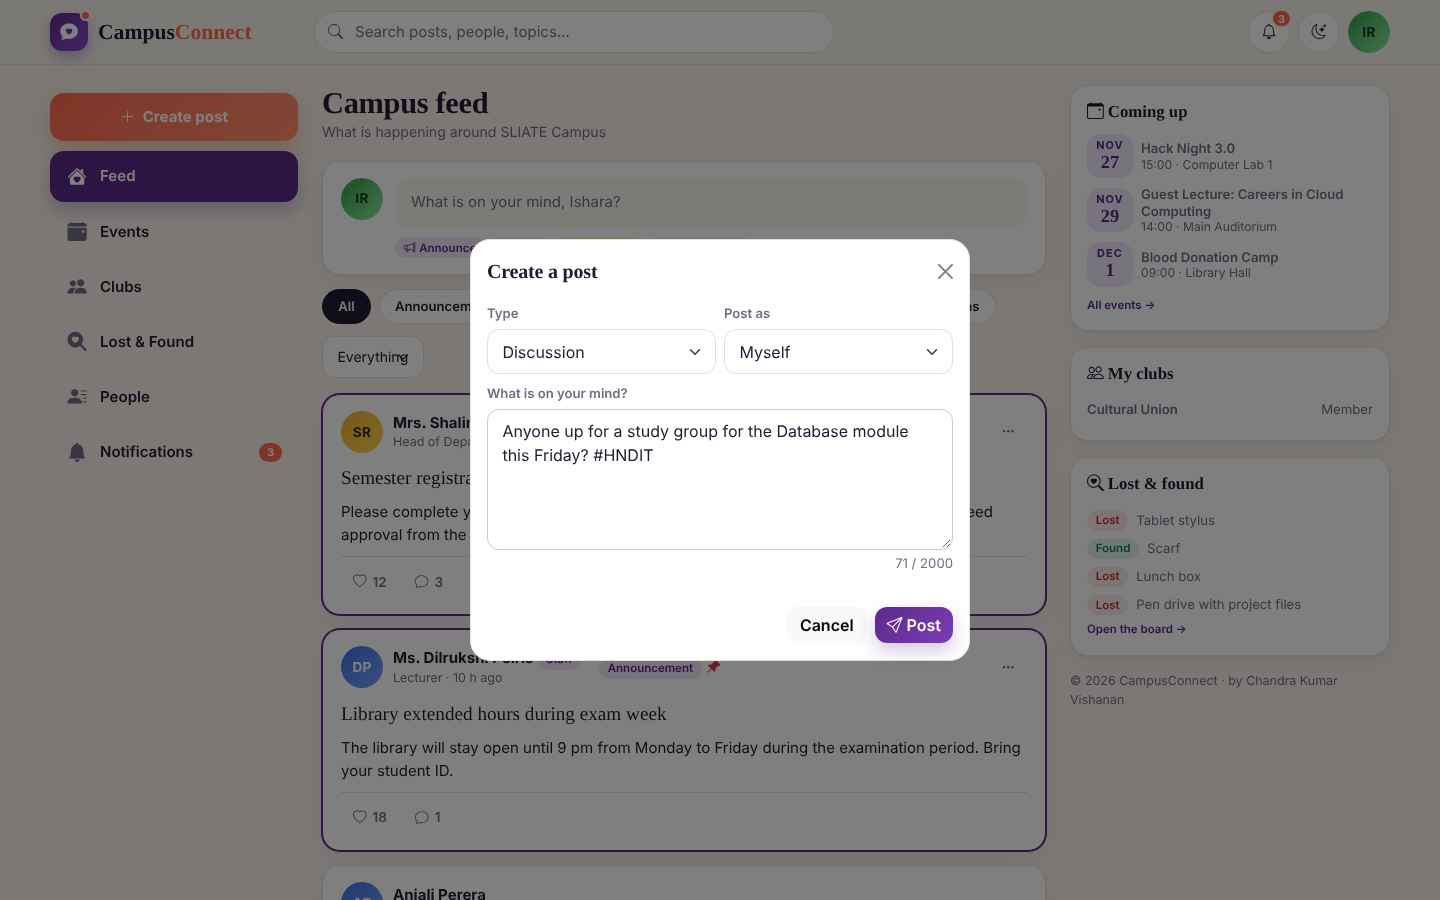 CampusConnect
Search posts, people, topics...
3
IR
Create post
Feed
Events
Clubs
Lost & Found
People
Notifications
3
Campus feed
What is happening around SLIATE Campus
IR
What is on your mind, Ishara?
All
Everything
SR
Head of
Semester
Please complete
eed
approval from the
12
3
DP
Announcement
Lecturer · 10 h ago
Library extended hours during exam week
The library will stay open until 9 pm from Monday to Friday during the examination period. Bring
your student ID.
18
1
Anjali Perera
Create a post
Type
Post as
Discussion
Myself
What is on your mind?
Anyone up for a study group for the Database module
this Friday? #HNDIT
71 / 2000
Cancel
Post
Coming up
NOV
27
Hack Night 3.0
15:00 · Computer Lab 1
NOV
29
Guest Lecture: Careers in Cloud
Computing
14:00 · Main Auditorium
DEC
1
Blood Donation Camp
09:00 · Library Hall
All events →
My clubs
Cultural Union
Member
Lost & found
Lost
Tablet stylus
Found
Scarf
Lost
Lunch box
Lost
Pen drive with project files
Open the board →
© 2026 CampusConnect · by Chandra Kumar
Vishanan